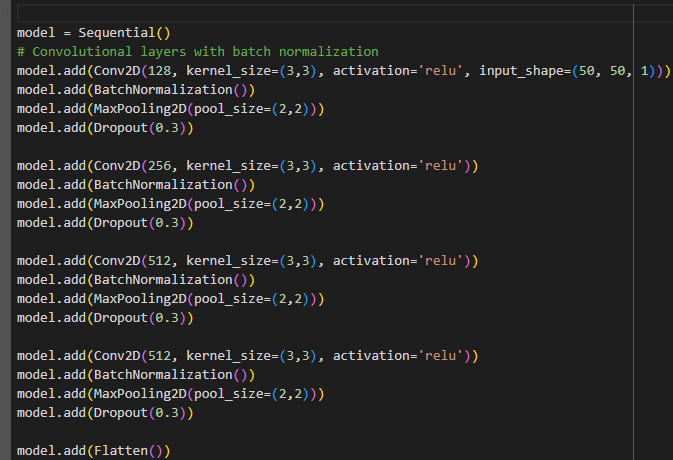 model = Sequential()
# Convolutional layers with batch normalization
model.add(Conv2D(128, kernel_size=(3,3), activation='relu', input_shape=(50, 50, 1)))
model.add(BatchNormalization())
model.add(MaxPooling2D(pool_size=(2,2)))
model.add(Dropout(0.3))

model.add(Conv2D(256, kernel_size=(3,3), activation='relu'))
model.add(BatchNormalization())
model.add(MaxPooling2D(pool_size=(2,2)))
model.add(Dropout(0.3))

model.add(Conv2D(512, kernel_size=(3,3), activation='relu'))
model.add(BatchNormalization())
model.add(MaxPooling2D(pool_size=(2,2)))
model.add(Dropout(0.3))

model.add(Conv2D(512, kernel_size=(3,3), activation='relu'))
model.add(BatchNormalization())
model.add(MaxPooling2D(pool_size=(2,2)))
model.add(Dropout(0.3))

model.add(Flatten())